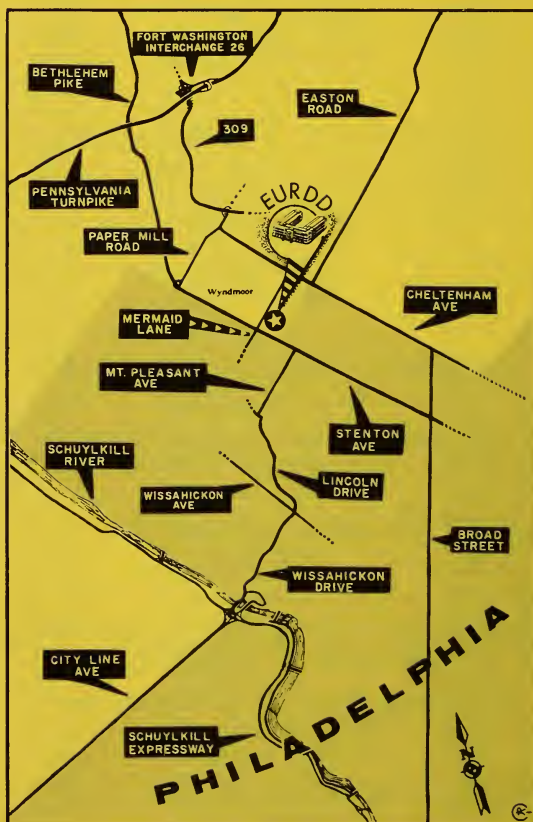 FORT WASHINGTON
INTERCHANGE 26
BETHLEHEM
PIKE
EASTON
ROAD
309
PENNSYLVANIA
TURNPIKE
EURDD
PAPER MILL
ROAD
Wyndmoor
CHELTENHAM
AVE
MERMAID
LANE
MT. PLEASANT
AVE
STENTON
AVE
SCHUYLKILL
RIVER
WISSAHICKON
AVE
LINCOLN
DRIVE
BROAD
STREET
WISSAHICKON
DRIVE
CITY LINE
AVE
SCHUYLKILL
EXPRESSWAY
PHILADELPHIA
N